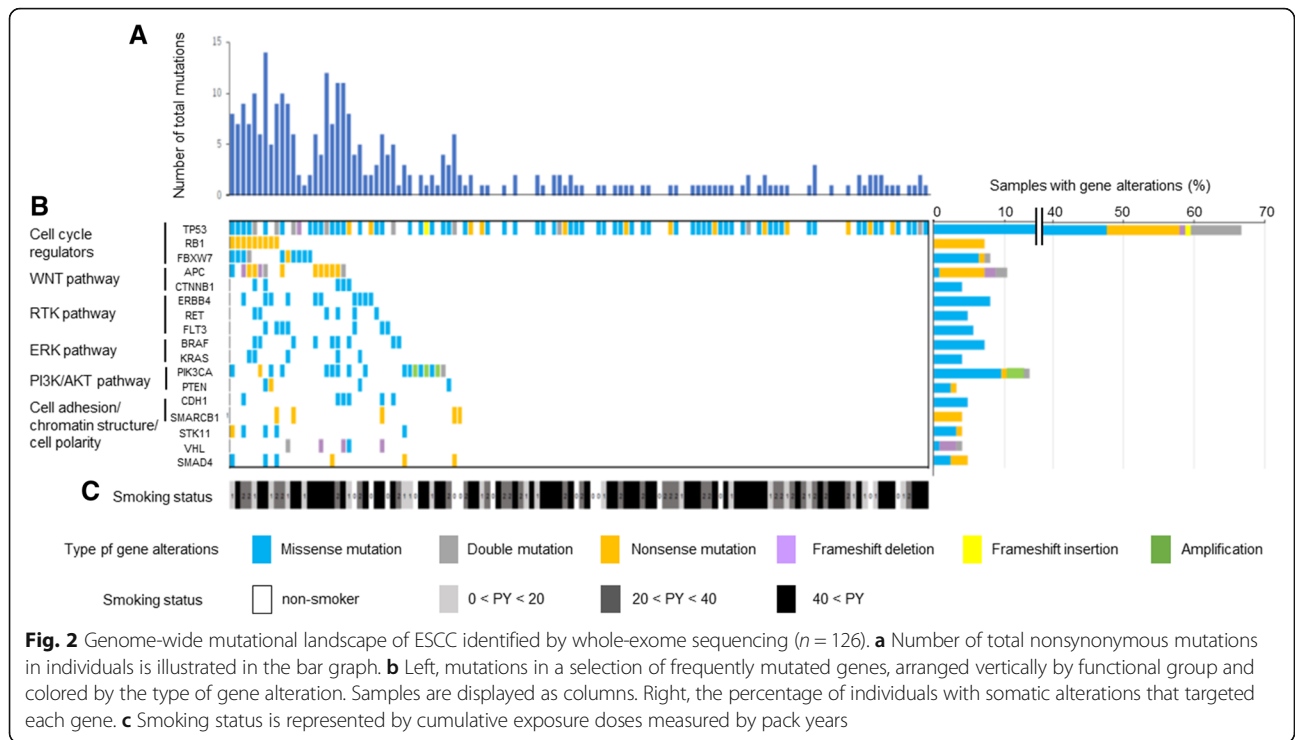 A
Number of total mutations
15
10
5
0
Samples with gene alterations (%)
0 10 40 50 60 70
B
Cell cycle
regulators
WNT pathway
RTK pathway
ERK pathway
PI3K/AKT pathway
Cell adhesion/
chromatin structure/
cell polarity
TP53
RB1
FBXW7
APC
CTNNB1
ERBB4
RET
FLT3
BRAF
KRAS
PIK3CA
PTEN
CDH1
SMARCB1
STK11
VHL
SMAD4
C Smoking status
Type pf gene alterations Missense mutation Double mutation Nonsense mutation Frameshift deletion Frameshift insertion Amplification
Smoking status non-smoker 0 < PY < 20 20 < PY < 40 40 < PY
Fig. 2 Genome-wide mutational landscape of ESCC identified by whole-exome sequencing (n = 126). a Number of total nonsynonymous mutations
in individuals is illustrated in the bar graph. b Left, mutations in a selection of frequently mutated genes, arranged vertically by functional group and
colored by the type of gene alteration. Samples are displayed as columns. Right, the percentage of individuals with somatic alterations that targeted
each gene. c Smoking status is represented by cumulative exposure doses measured by pack years